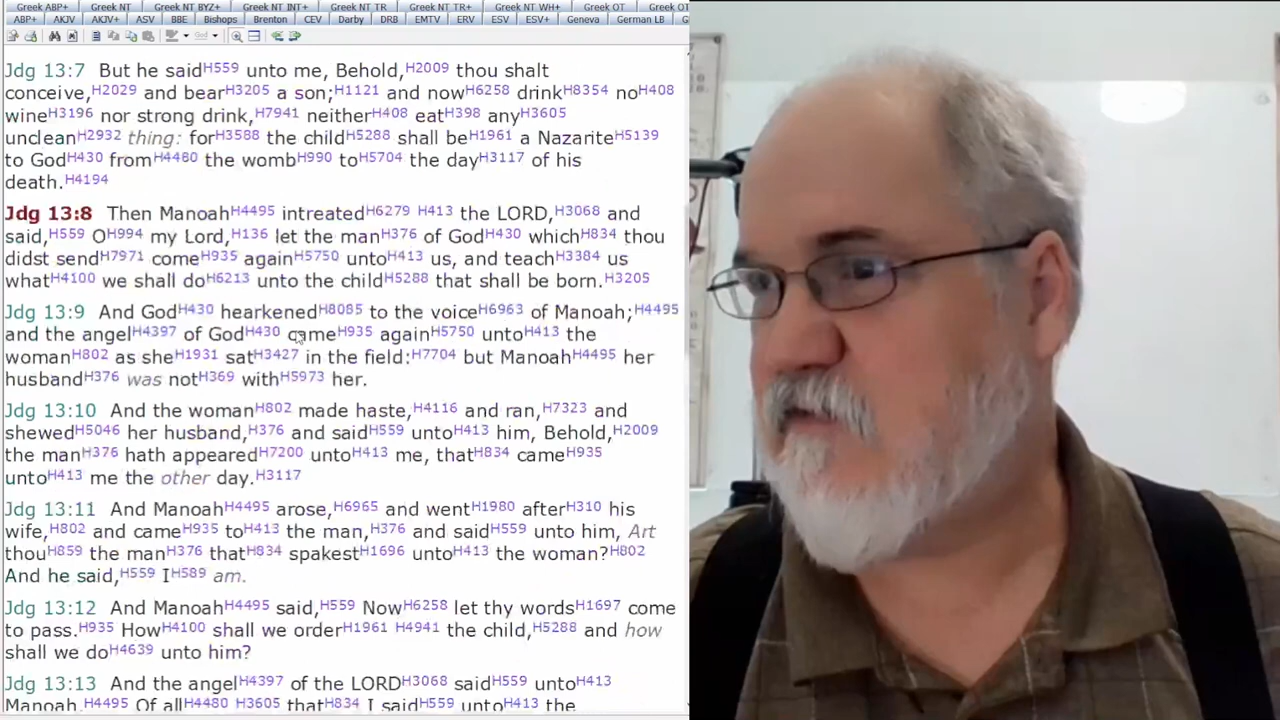 Greek ABP+ Greek NT Greek NT BYZ+ Greek NT INT+ Greek NT TR Greek NT TR+ Greek NT WH+ Greek OT Greek OT
ABP+ AKJV AKJV+ ASV BBE Bishops Brenton CEV Darby DRB EMTV ERV ESV ESV+ Geneva German LB G
Jdg 13:7 But he saidH559 unto me, Behold,H2009 thou shalt
conceive,H2029 and bearH3205 a son;H1121 and nowH6258 drinkH8354 noH408
wineH3196 nor strong drink,H7941 neitherH408 eatH398 anyH3605
uncleanH2932 thing: forH3588 the childH5288 shall beH1961 a NazariteH5139
to GodH430 fromH4480 the wombH990 toH5704 the dayH3117 of his
death.H4194
Jdg 13:8 Then ManoahH4495 intreatedH6279 H413 the LORD,H3068 and
said,H559 OH994 my Lord,H136 let the manH376 of GodH430 whichH834 thou
didst sendH7971 comeH935 againH5750 untoH413 us, and teachH3384 us
whatH4100 we shall doH6213 unto the childH5288 that shall be born.H3205
Jdg 13:9 And GodH430 hearkenedH8085 to the voiceH6963 of Manoah;H4495
and the angelH4397 of GodH430 cameH935 againH5750 untoH413 the
womanH802 as sheH1931 satH3427 in the field:H7704 but ManoahH4495 her
husbandH376 was notH369 withH5973 her.
Jdg 13:10 And the womanH802 made haste,H4116 and ran,H7323 and
shewedH5046 her husband,H376 and saidH559 untoH413 him, Behold,H2009
the manH376 hath appearedH7200 untoH413 me, thatH834 cameH935
untoH413 me the other day.H3117
Jdg 13:11 And ManoahH4495 arose,H6965 and wentH1980 afterH310 his
wife,H802 and cameH935 toH413 the man,H376 and saidH559 unto him, Art
thouH859 the manH376 thatH834 spakestH1696 untoH413 the woman?H802
And he said,H559 IH589 am.
Jdg 13:12 And ManoahH4495 said,H559 NowH6258 let thy wordsH1697 come
to pass.H935 HowH4100 shall we orderH1961 H4941 the child,H5288 and how
shall we doH4639 unto him?
Jdg 13:13 And the angelH4397 of the LORDH3068 saidH559 untoH413
Manoah.H4495 Of allH4480 H3605 thatH834 I saidH559 untoH413 the